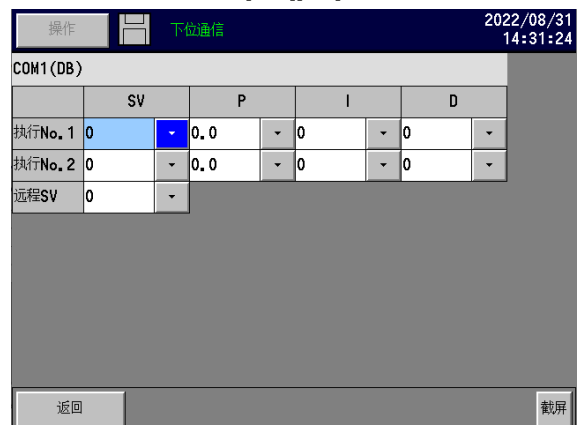 操作 下位通信 2022/08/31
14:31:24
COM1(DB)
SV P I D
执行No.1 0 0.0 0 0
执行No.2 0 0.0 0 0
远程SV 0
返回 截屏